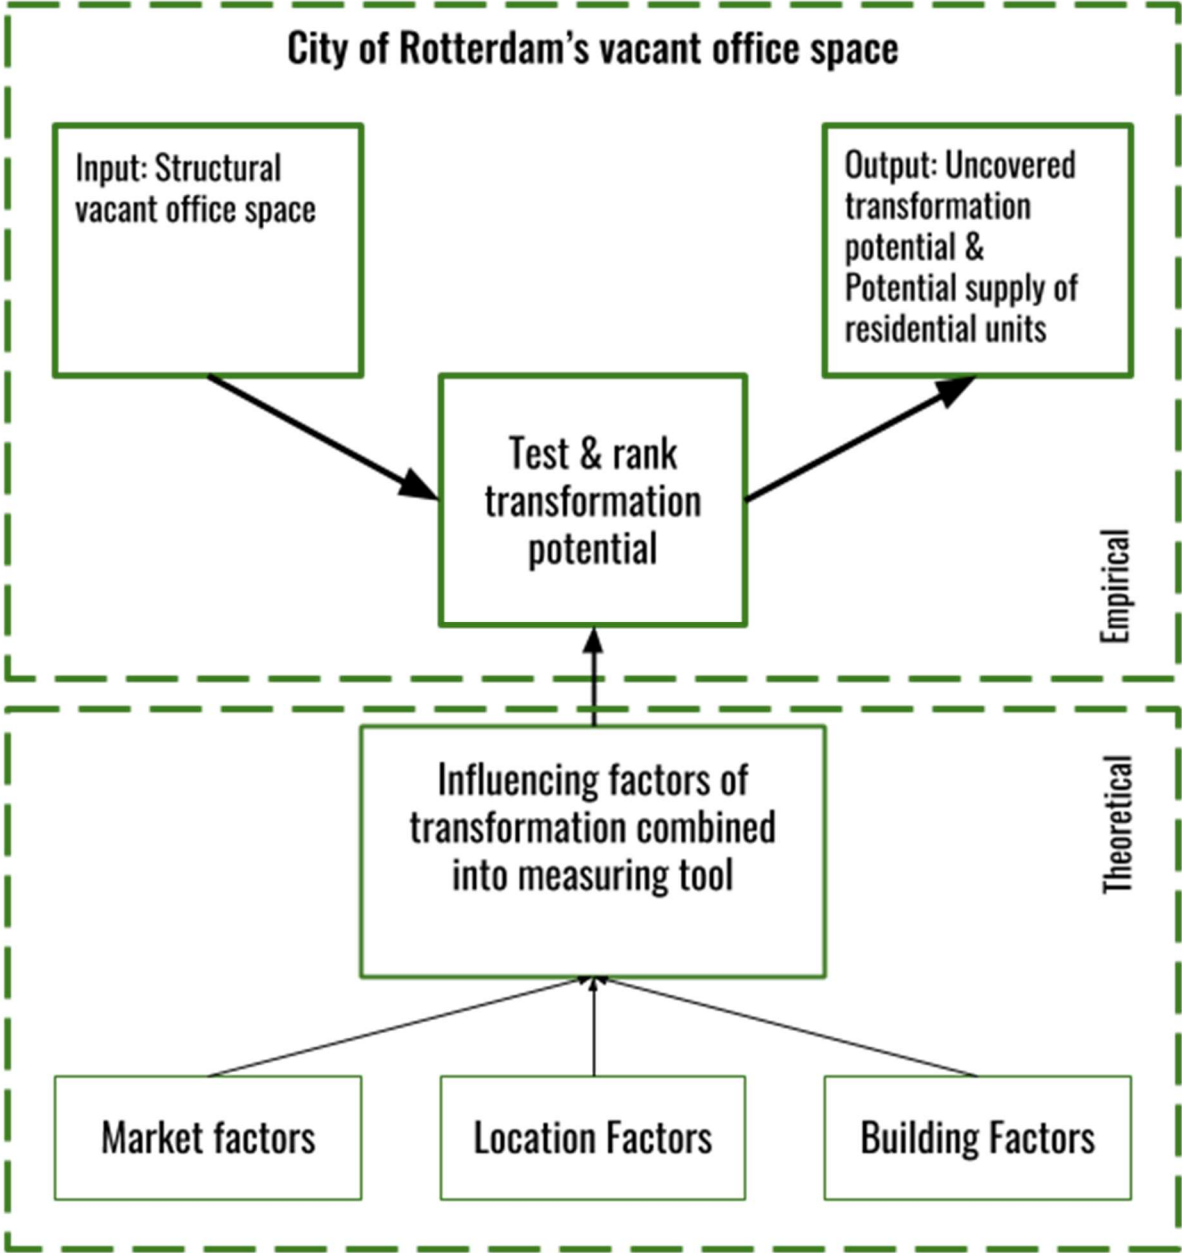 City of Rotterdam's vacant office space
Input: Structural
vacant office space
Output: Uncovered
transformation
potential &
Potential supply of
residential units
Test & rank
transformation
potential
Empirical
Influencing factors of
transformation combined
into measuring tool
Theoretical
Market factors
Location Factors
Building Factors